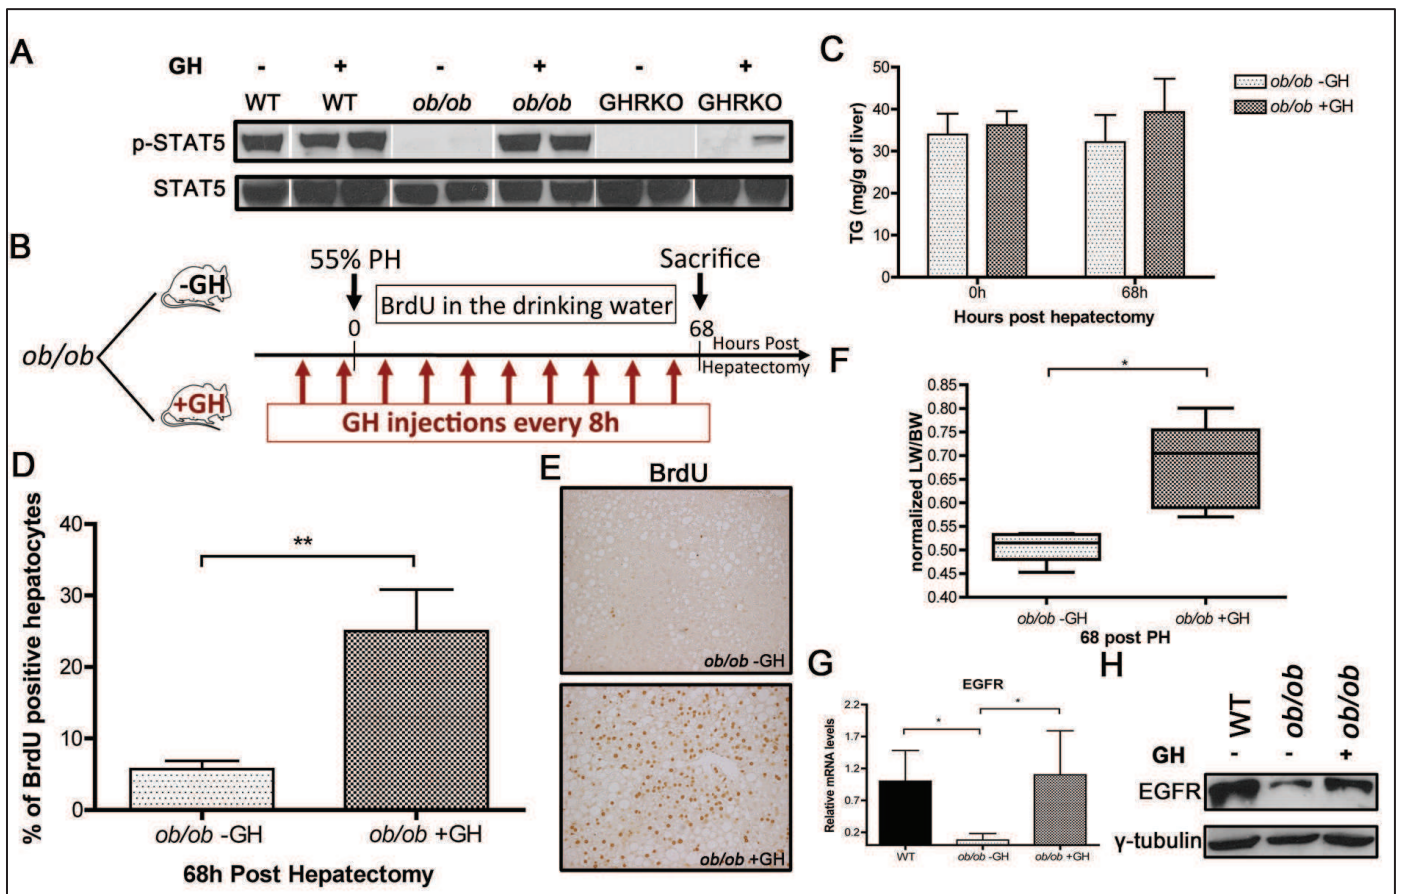 A
GH - + - + - +
WT WT ob/ob ob/ob GHRKO GHRKO
p-STAT5
STAT5
B
55% PH
Sacrifice
-GH
BrdU in the drinking water
0
68
Hours Post
Hepatectomy
ob/ob
+GH
GH injections every 8h
C
TG (mg/g of liver)
50
40
30
20
10
0
0h 68h
Hours post hepatectomy
ob/ob -GH
ob/ob +GH
D
% of BrdU positive hepatocytes
40
30
20
10
0
**
ob/ob -GH ob/ob +GH
68h Post Hepatectomy
E
BrdU
ob/ob -GH
ob/ob +GH
F
*
normalized LW/BW
0.85
0.80
0.75
0.70
0.65
0.60
0.55
0.50
0.45
0.40
ob/ob -GH ob/ob +GH
68 post PH
G
EGFR
Relative mRNA levels
2.2
1.7
1.2
0.7
0.2
* *
WT ob/ob -GH ob/ob +GH
H
WT ob/ob ob/ob
GH - - +
EGFR
γ-tubulin